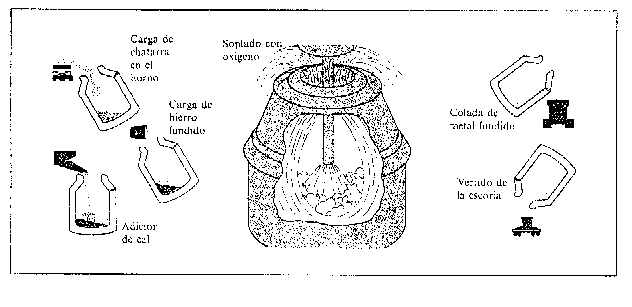 Carga de
chatarra
en el
horno
Carga de
hierro
fundido
Adición
de cal
Soplado con
oxígeno
Colada de
metal fundido
Vertido de
la escoria